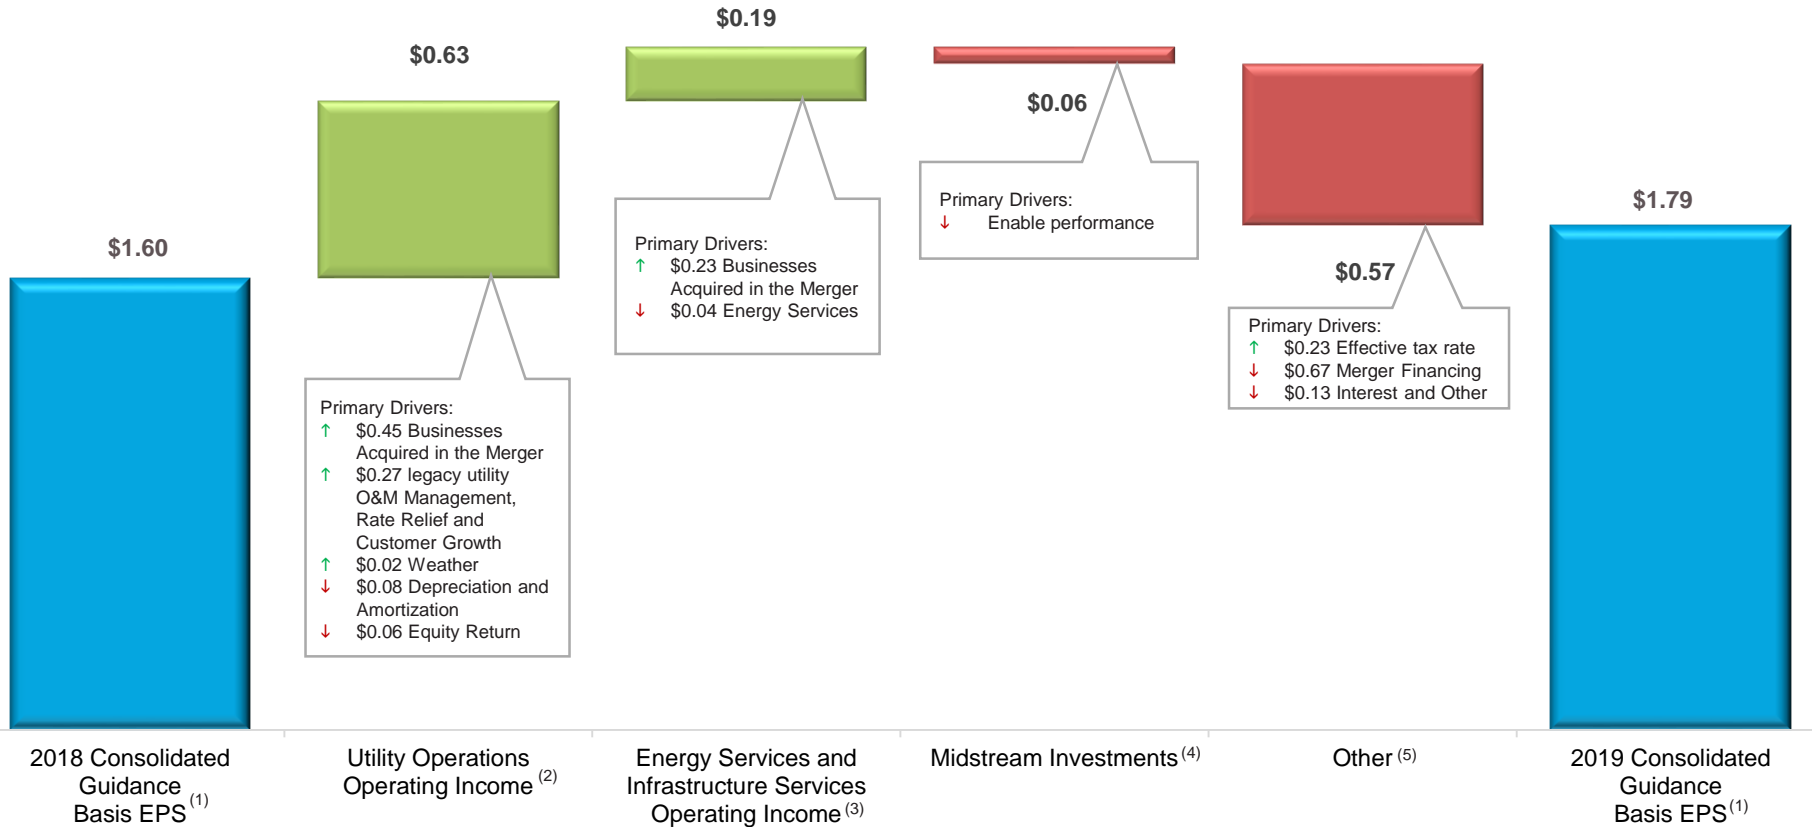 $1.60
$0.63
Primary Drivers:
↑ $0.45 Businesses
Acquired in the Merger
↑ $0.27 legacy utility
O&M Management,
Rate Relief and
Customer Growth
↑ $0.02 Weather
↓ $0.08 Depreciation and
Amortization
↓ $0.06 Equity Return
$0.19
Primary Drivers:
↑ $0.23 Businesses
Acquired in the Merger
↓ $0.04 Energy Services
$0.06
Primary Drivers:
↓ Enable performance
$0.57
Primary Drivers:
↑ $0.23 Effective tax rate
↓ $0.67 Merger Financing
↓ $0.13 Interest and Other
$1.79
2018 Consolidated
Guidance
Basis EPS (1)
Utility Operations
Operating Income (2)
Energy Services and
Infrastructure Services
Operating Income (3)
Midstream Investments (4)
Other (5)
2019 Consolidated
Guidance
Basis EPS (1)